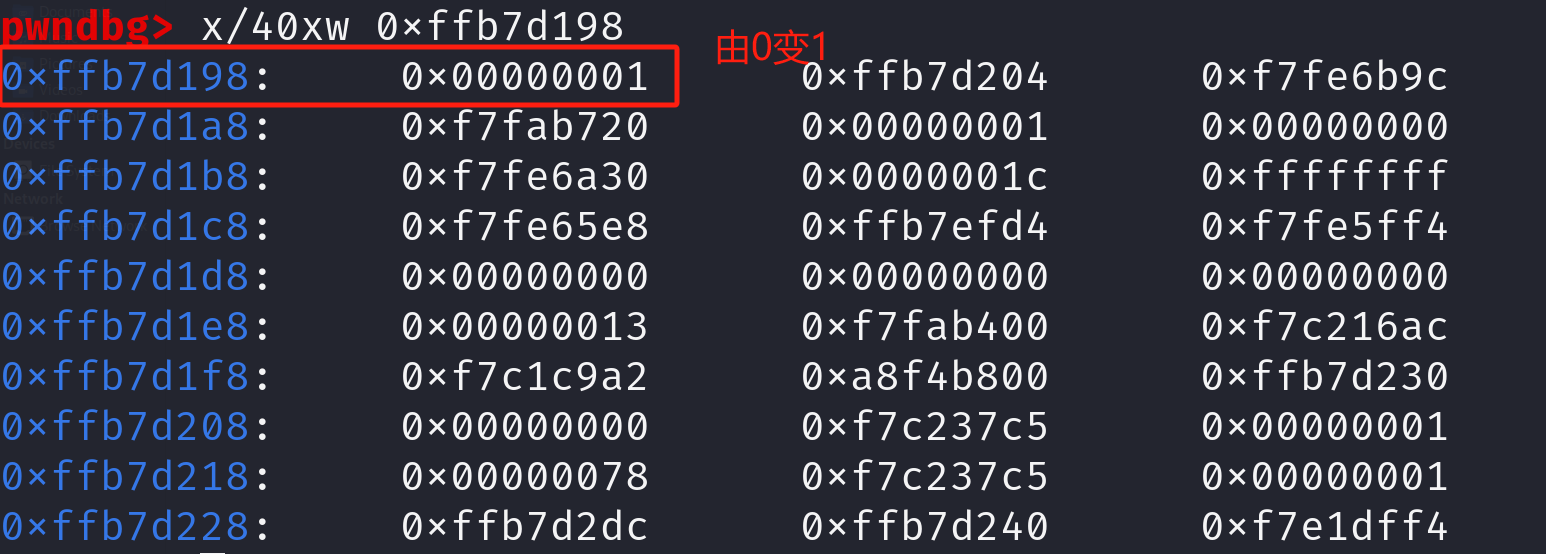 pwndbg> x/40xw 0xffb7d198
由0变1
0xffb7d198: 0x00000001 0xffb7d204 0xf7fe6b9c
0xffb7d1a8: 0xf7fab720 0x00000001 0x00000000
0xffb7d1b8: 0xf7fe6a30 0x0000001c 0xffffffff
0xffb7d1c8: 0xf7fe65e8 0xffb7efd4 0xf7fe5ff4
0xffb7d1d8: 0x00000000 0x00000000 0x00000000
0xffb7d1e8: 0x00000013 0xf7fab400 0xf7c216ac
0xffb7d1f8: 0xf7c1c9a2 0xa8f4b800 0xffb7d230
0xffb7d208: 0x00000000 0xf7c237c5 0x00000001
0xffb7d218: 0x00000078 0xf7c237c5 0x00000001
0xffb7d228: 0xffb7d2dc 0xffb7d240 0xf7e1dff4